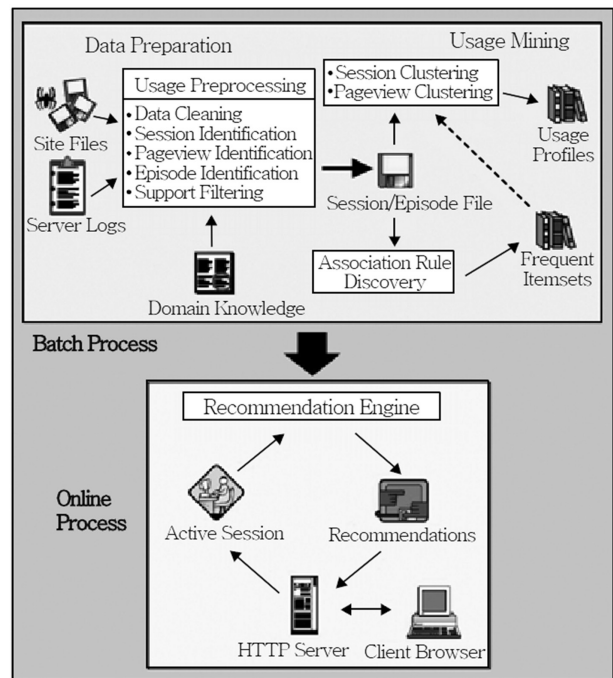 Data Preparation
Usage Mining
Usage Preprocessing
•Data Cleaning
•Session Identification
•Pageview Identification
•Episode Identification
•Support Filtering
•Session Clustering
•Pageview Clustering
Site Files
Usage
Profiles
Server Logs
Session/Episode File
Association Rule
Discovery
Frequent
Itemsets
Domain Knowledge
Batch Process
Recommendation Engine
Online
Process
Active Session
Recommendations
HTTP Server
Client Browser